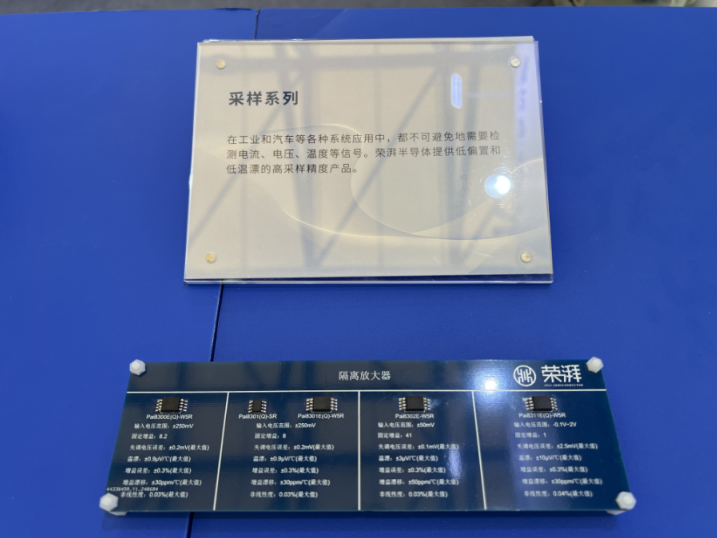 采样系列
在工业和汽车等各种系统应用中，都不可避免地需要检
测电流、电压、温度等信号。荣湃半导体提供低偏置和
低温漂的高采样精度产品。
隔离放大器
荣湃
Pai8300E(Q)-W5R
输入电压范围：±250mV
固定增益：8.2
失调电压误差：±0.2mV(最大值)
温漂：±0.9μV/℃(最大值)
增益误差：±0.3%(最大值)
增益漂移：±30ppm/℃(最大值)
非线性度：0.03%(最大值)
Pai8301(Q)-SR Pai8301E(Q)-W5R
输入电压范围：±250mV
固定增益：8
失调电压误差：±0.2mV(最大值)
温漂：±0.9μV/℃(最大值)
增益误差：±0.3%(最大值)
增益漂移：±30ppm/℃(最大值)
非线性度：0.03%(最大值)
Pai8302E(Q)-W5R
输入电压范围：±50mV
固定增益：41
失调电压误差：±0.1mV(最大值)
温漂：±3μV/℃(最大值)
增益误差：±0.3%(最大值)
增益漂移：±50ppm/℃(最大值)
非线性度：0.03%(最大值)
Pai8311E(Q)-W5R
输入电压范围：-0.1V~2V
固定增益：1
失调电压误差：±2.5mV(最大值)
温漂：±10μV/℃(最大值)
增益误差：±0.3%(最大值)
增益漂移：±30ppm/℃(最大值)
非线性度：0.04%(最大值)